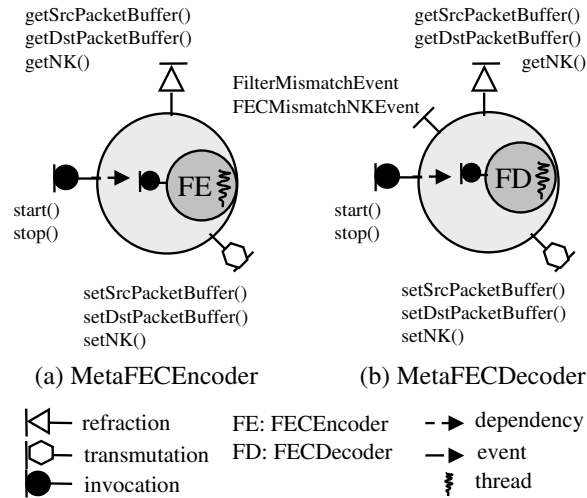 getSrcPacketBuffer()
getDstPacketBuffer()
getNK()
FE
start()
stop()
setSrcPacketBuffer()
setDstPacketBuffer()
setNK()
(a) MetaFECEncoder
getSrcPacketBuffer()
getDstPacketBuffer()
getNK()
FilterMismatchEvent
FECMismatchNKEvent
FD
start()
stop()
setSrcPacketBuffer()
setDstPacketBuffer()
setNK()
(b) MetaFECDecoder
refraction
transmutation
invocation
FE: FECEncoder
FD: FECDecoder
dependency
event
thread